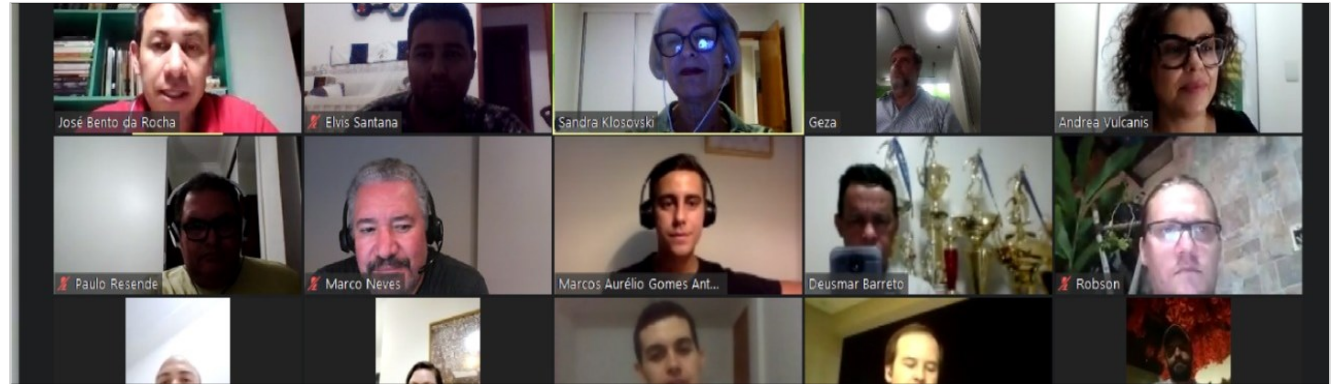 José Bento da Rocha
Elvis Santana
Sandra Klosovski
Geza
Andrea Vulcanis
Paulo Resende
Marco Neves
Marcos Aurélio Gomes Ant...
Deusmar Barreto
Robson